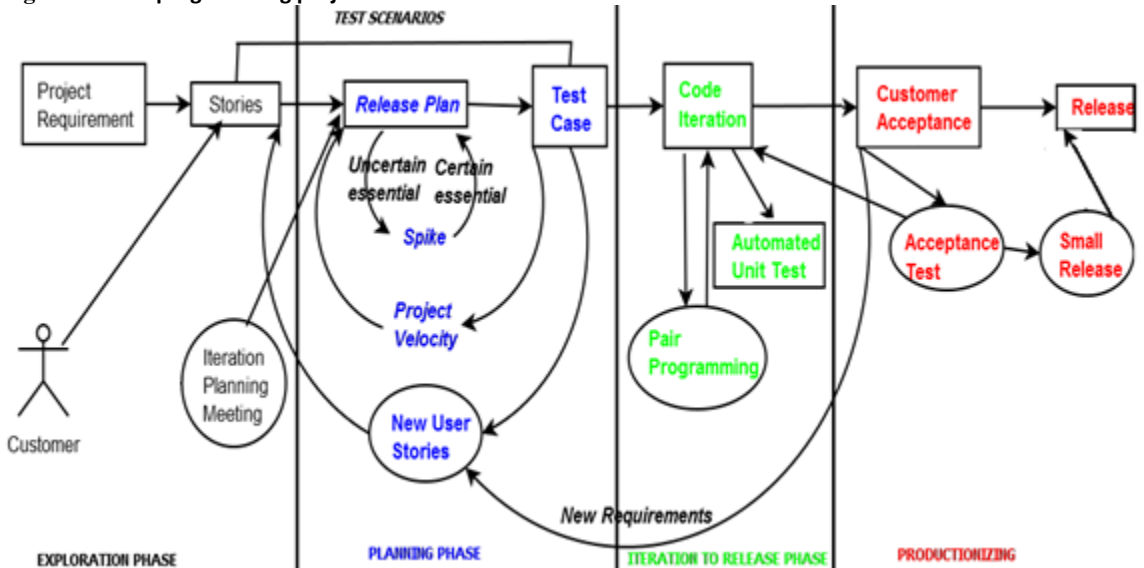 TEST SCENARIOS
Project
Requirement
Stories
Release Plan
Test
Case
Code
Iteration
Customer
Acceptance
Release
Uncertain
essential
Certain
essential
Spike
Automated
Unit Test
Acceptance
Test
Small
Release
Project
Velocity
Pair
Programming
Iteration
Planning
Meeting
New User
Stories
Customer
New Requirements
EXPLORATION PHASE
PLANNING PHASE
ITERATION TO RELEASE PHASE
PRODUCTIONIZING